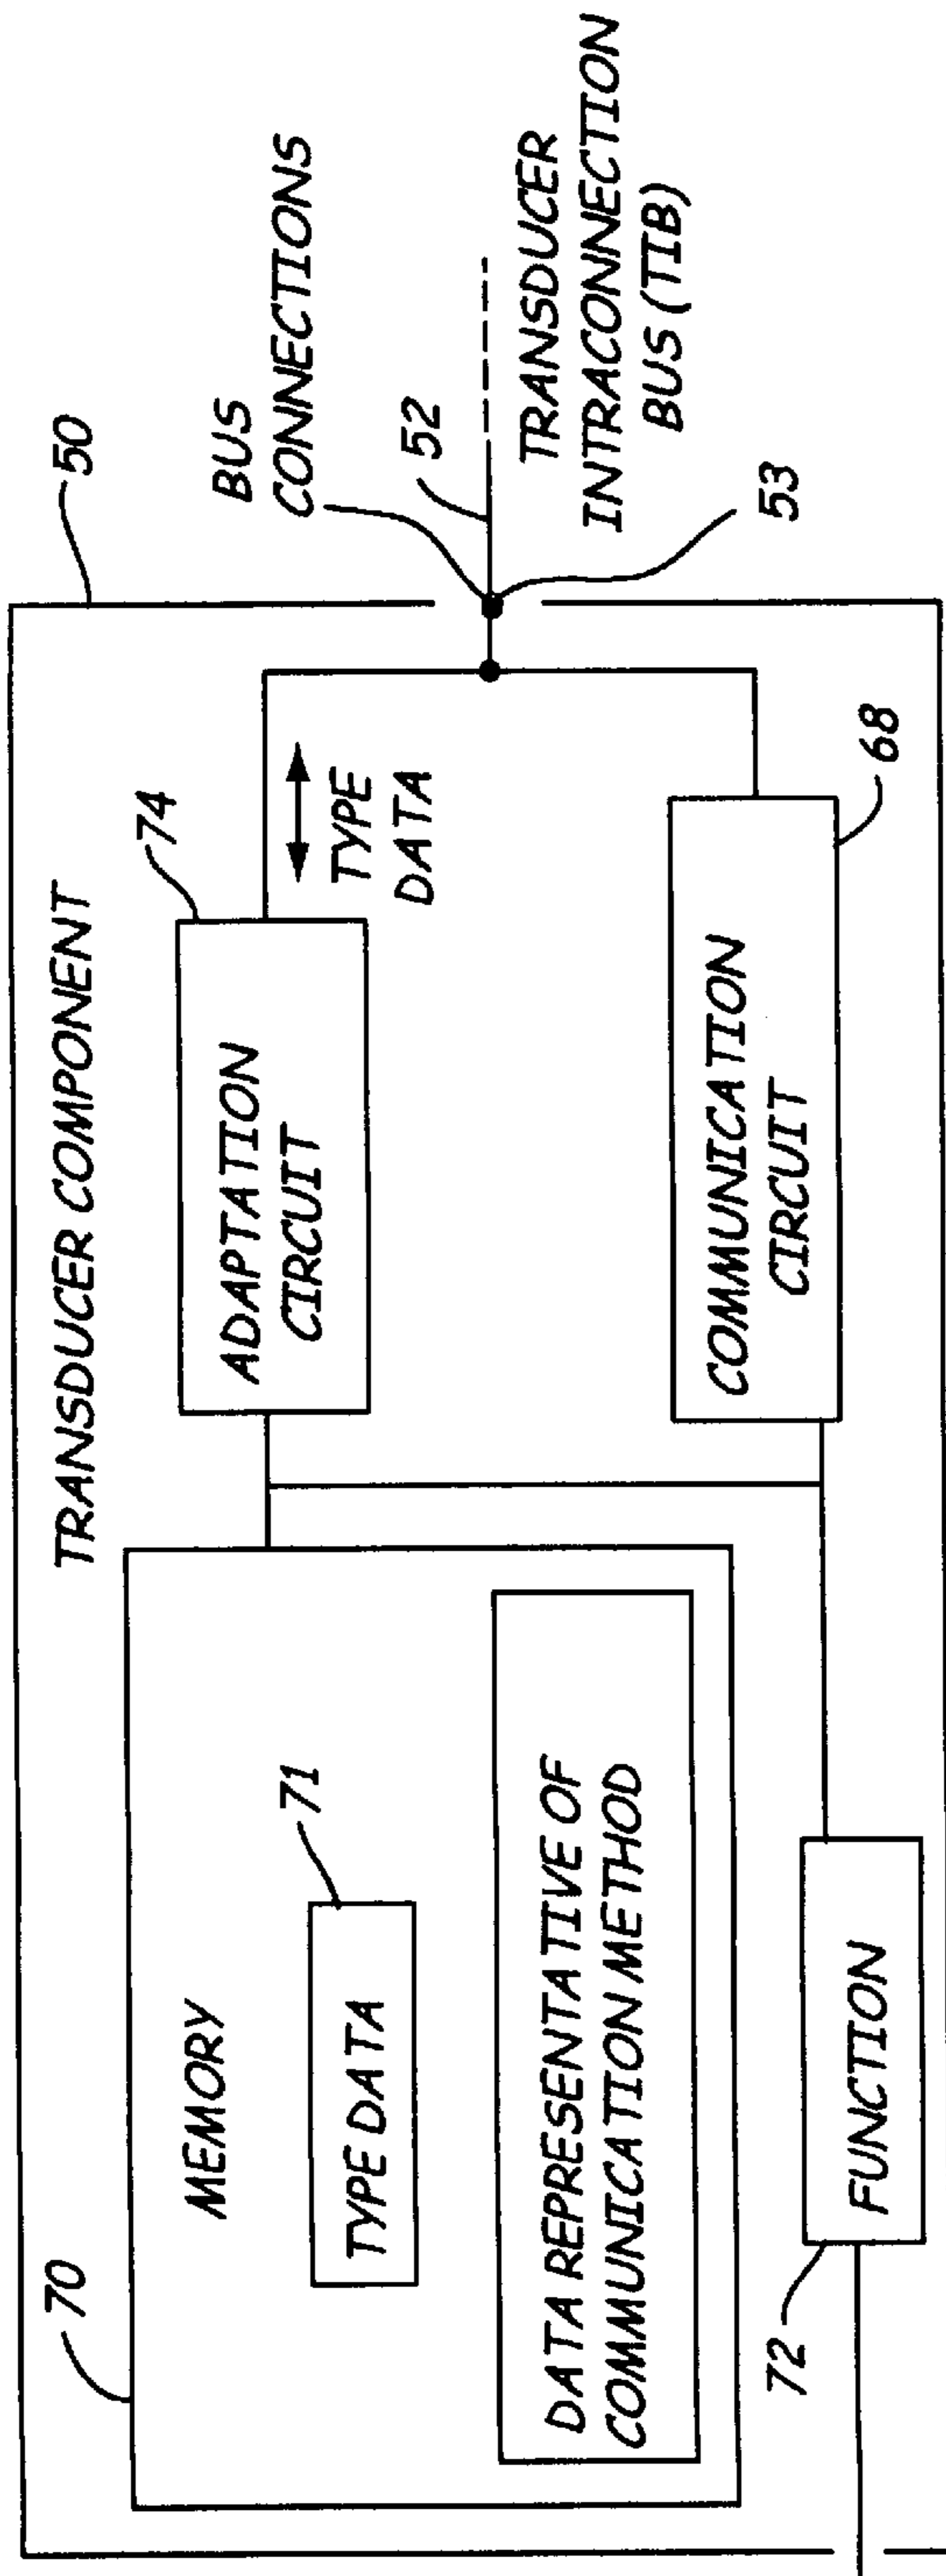 50
TRANSDUCER COMPONENT
70
MEMORY
71
TYPE DATA
DATA REPRESENTATIVE OF
COMMUNICATION METHOD
74
ADAPTATION
CIRCUIT
TYPE
DATA
BUS
CONNECTIONS
52
TRANSDUCER
INTRACONNECTION
BUS (TIB)
53
COMMUNICATION
CIRCUIT
68
72
FUNCTION